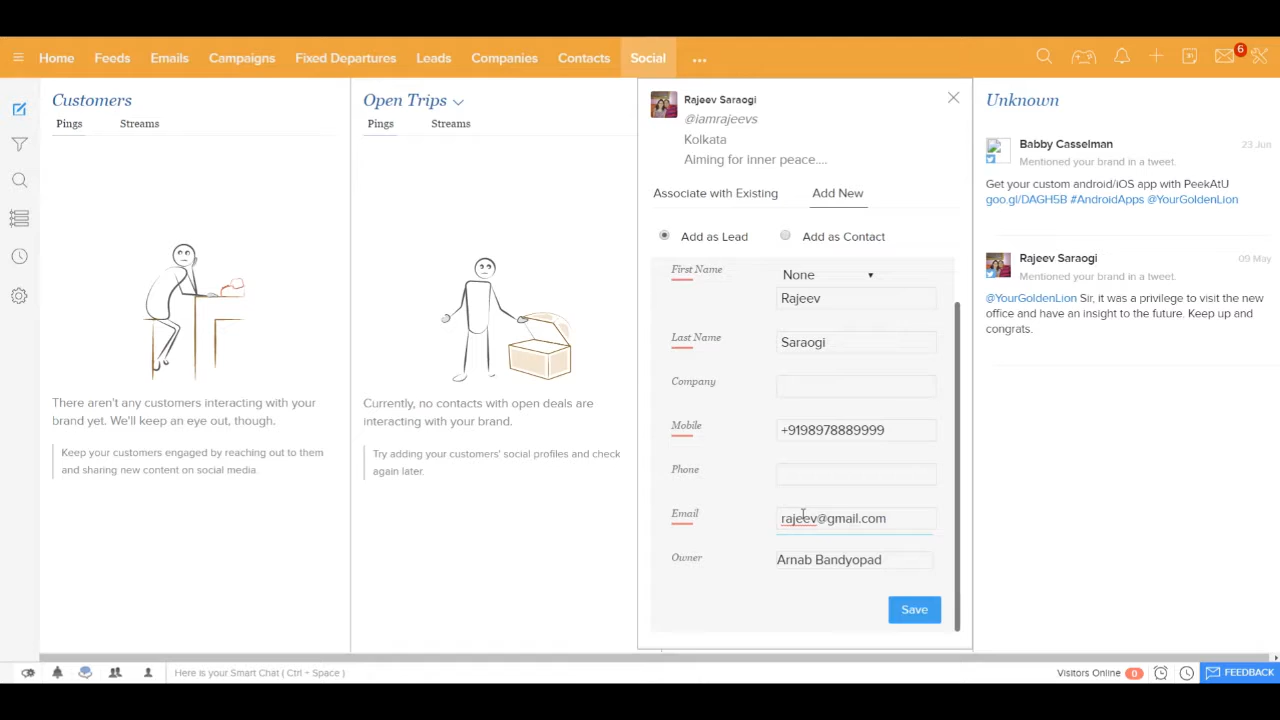 Home Feeds Emails Campaigns Fixed Departures Leads Companies Contacts Social ...
31 6
Customers
Pings Streams
There aren't any customers interacting with your
brand yet. We'll keep an eye out, though.
Keep your customers engaged by reaching out to them
and sharing new content on social media.
Open Trips
Pings Streams
Currently, no contacts with open deals are
interacting with your brand.
Try adding your customers' social profiles and check
again later.
Rajeev Saraogi
@iamrajeevs
Kolkata
Aiming for inner peace....
Associate with Existing Add New
Add as Lead Add as Contact
First Name None
Rajeev
Last Name Saraogi
Company
Mobile +9198978889999
Phone
Email rajeev@gmail.com
Owner Arnab Bandyopad
Save
Unknown
Babby Casselman 23 Jun
Mentioned your brand in a tweet.
Get your custom android/iOS app with PeekAtU
goo.gl/DAGH5B #AndroidApps @YourGoldenLion
Rajeev Saraogi 09 May
Mentioned your brand in a tweet.
@YourGoldenLion Sir, it was a privilege to visit the new
office and have an insight to the future. Keep up and
congrats.
Here is your Smart Chat ( Ctrl + Space ) Visitors Online 0 FEEDBACK